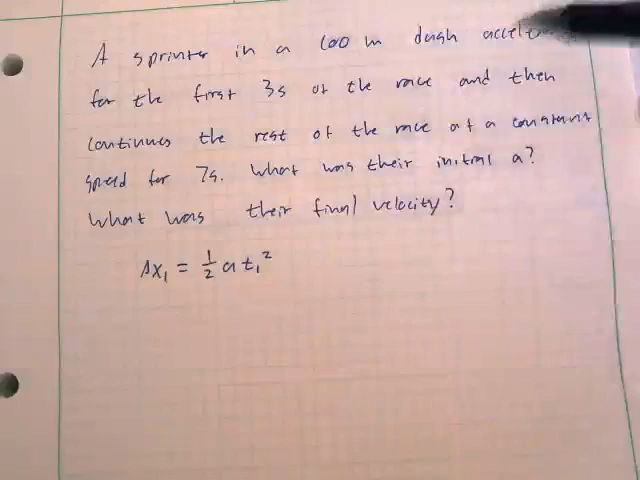 A sprinter in a 100 m dash
for the first 3s of the race and then
continues the rest of the race at a constant
speed for 7s. What was their initial a?
What was their final velocity?
Δx₁ = ½ a t₁²